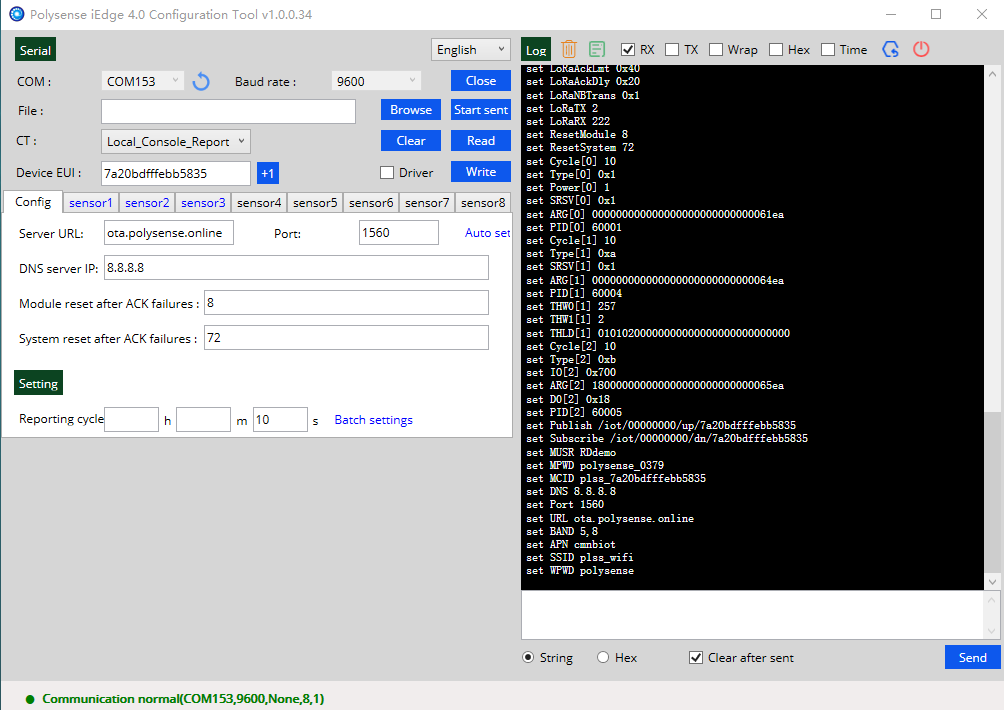 Polysense iEdge 4.0 Configuration Tool v1.0.0.34
Serial
English
COM :
COM153
Baud rate :
9600
Close
File :
Browse
Start sent
CT :
Local_Console_Report
Clear
Read
Device EUI :
7a20bdfffebb5835
+1
Driver
Write
Config
sensor1
sensor2
sensor3
sensor4
sensor5
sensor6
sensor7
sensor8
Server URL:
ota.polysense.online
Port:
1560
Auto set
DNS server IP:
8.8.8.8
Module reset after ACK failures :
8
System reset after ACK failures :
72
Setting
Reporting cycle
h
m
10
s
Batch settings
Log
RX
TX
Wrap
Hex
Time
set LoRaAckLmt 0x40
set LoRaAckDly 0x20
set LoRaNBTrans 0x1
set LoRaTX 2
set LoRaRX 222
set ResetModule 8
set ResetSystem 72
set Cycle[0] 10
set Type[0] 0x1
set Power[0] 1
set SRSV[0] 0x1
set ARG[0] 00000000000000000000000000061ea
set PID[0] 60001
set Cycle[1] 10
set Type[1] 0xa
set SRSV[1] 0x1
set ARG[1] 00000000000000000000000000064ea
set PID[1] 60004
set THW0[1] 257
set THW1[1] 2
set THLD[1] 01010200000000000000000000000000
set Cycle[2] 10
set Type[2] 0xb
set IO[2] 0x700
set ARG[2] 18000000000000000000000000065ea
set DO[2] 0x18
set PID[2] 60005
set Publish /iot/00000000/up/7a20bdfffebb5835
set Subscribe /iot/00000000/dn/7a20bdfffebb5835
set MUSR RDdemo
set MPWD polysense_0379
set MCID plss_7a20bdfffebb5835
set DNS 8.8.8.8
set Port 1560
set URL ota.polysense.online
set BAND 5,8
set APN cmnbiot
set SSID plss_wifi
set WPWD polysense
String
Hex
Clear after sent
Send
Communication normal(COM153,9600,None,8,1)